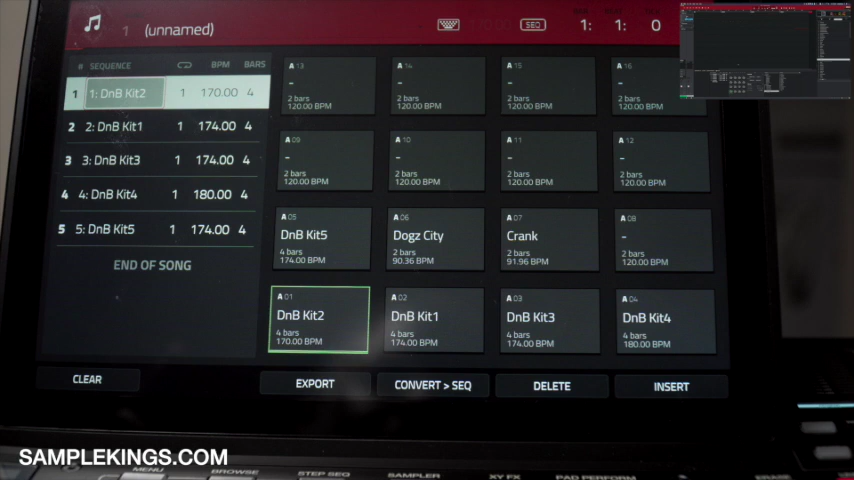 1 (unnamed) SEQ 1: 1: 0
# SEQUENCE BPM BARS
1 1: DnB Kit2 1 170.00 4
2 2: DnB Kit1 1 174.00 4
3 3: DnB Kit3 1 174.00 4
4 4: DnB Kit4 1 180.00 4
5 5: DnB Kit5 1 174.00 4
END OF SONG
A 13
-
2 bars
120.00 BPM
A 14
-
2 bars
120.00 BPM
A 15
-
2 bars
120.00 BPM
A 16
-
2 bars
120.00 BPM
A 09
-
2 bars
120.00 BPM
A 10
-
2 bars
120.00 BPM
A 11
-
2 bars
120.00 BPM
A 12
-
2 bars
120.00 BPM
A 05
DnB Kit5
4 bars
174.00 BPM
A 06
Dogz City
2 bars
90.36 BPM
A 07
Crank
2 bars
91.96 BPM
A 08
-
2 bars
120.00 BPM
A 01
DnB Kit2
4 bars
170.00 BPM
A 02
DnB Kit1
4 bars
174.00 BPM
A 03
DnB Kit3
4 bars
174.00 BPM
A 04
DnB Kit4
4 bars
180.00 BPM
CLEAR EXPORT CONVERT > SEQ DELETE INSERT
SAMPLEKINGS.COM
MENU BROWSE STEP SEQ SAMPLER XY FX PAD PERFORM ERASE